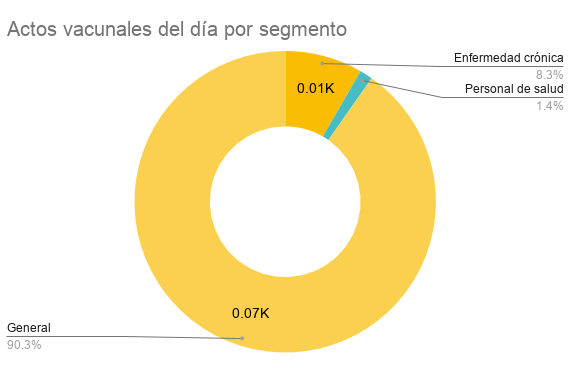 Actos vacunales del día por segmento
Enfermedad crónica
8.3%
0.01K
Personal de salud
1.4%
0.07K
General
90.3%